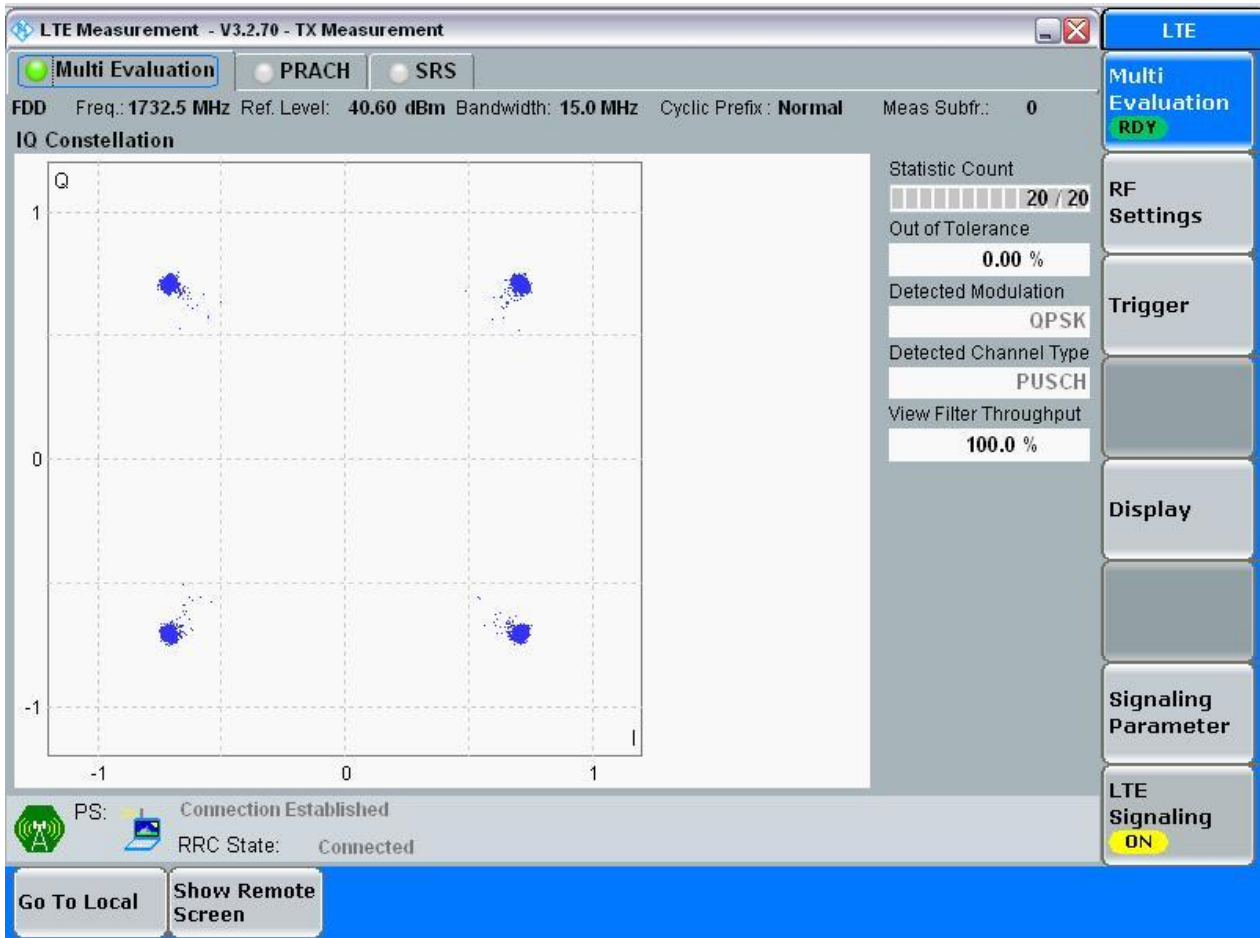 LTE Measurement - V3.2.70 - TX Measurement
LTE
Multi Evaluation PRACH SRS
FDD Freq.: 1732.5 MHz Ref. Level: 40.60 dBm Bandwidth: 15.0 MHz Cyclic Prefix : Normal Meas Subfr.: 0
IQ Constellation
Q
1
0
-1
-1 0 1
I
Statistic Count
20 / 20
Out of Tolerance
0.00 %
Detected Modulation
QPSK
Detected Channel Type
PUSCH
View Filter Throughput
100.0 %
Multi
Evaluation
RDY
RF
Settings
Trigger
Display
Signaling
Parameter
LTE
Signaling
ON
PS: Connection Established
RRC State: Connected
Go To Local
Show Remote
Screen